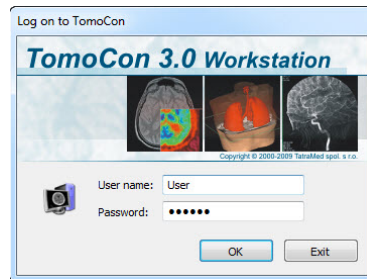 Log on to TomoCon
TomoCon 3.0 Workstation
Copyright © 2000-2009 TatraMed spol. s r.o.
User name: User
Password: ●●●●●●
OK Exit